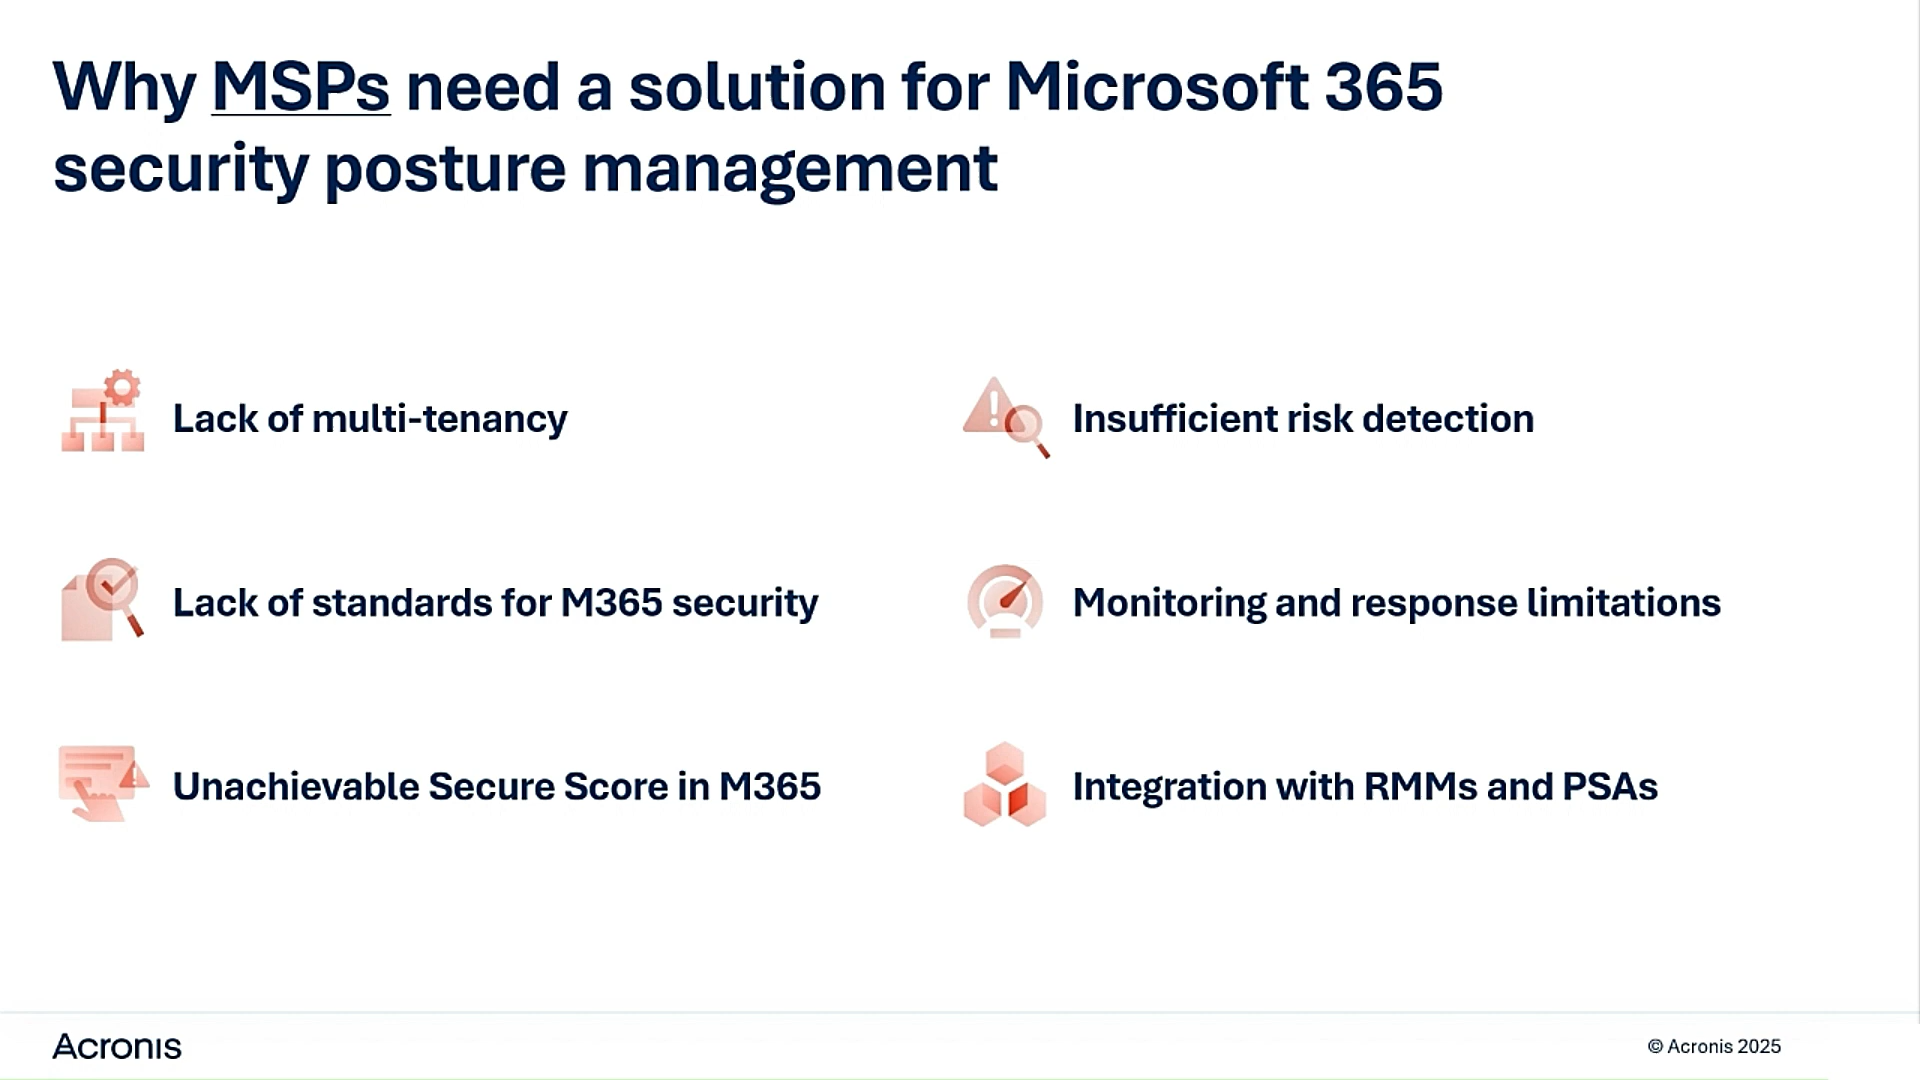 Why MSPs need a solution for Microsoft 365
security posture management
Lack of multi-tenancy
Insufficient risk detection
Lack of standards for M365 security
Monitoring and response limitations
Unachievable Secure Score in M365
Integration with RMMs and PSAs
Acronis
© Acronis 2025